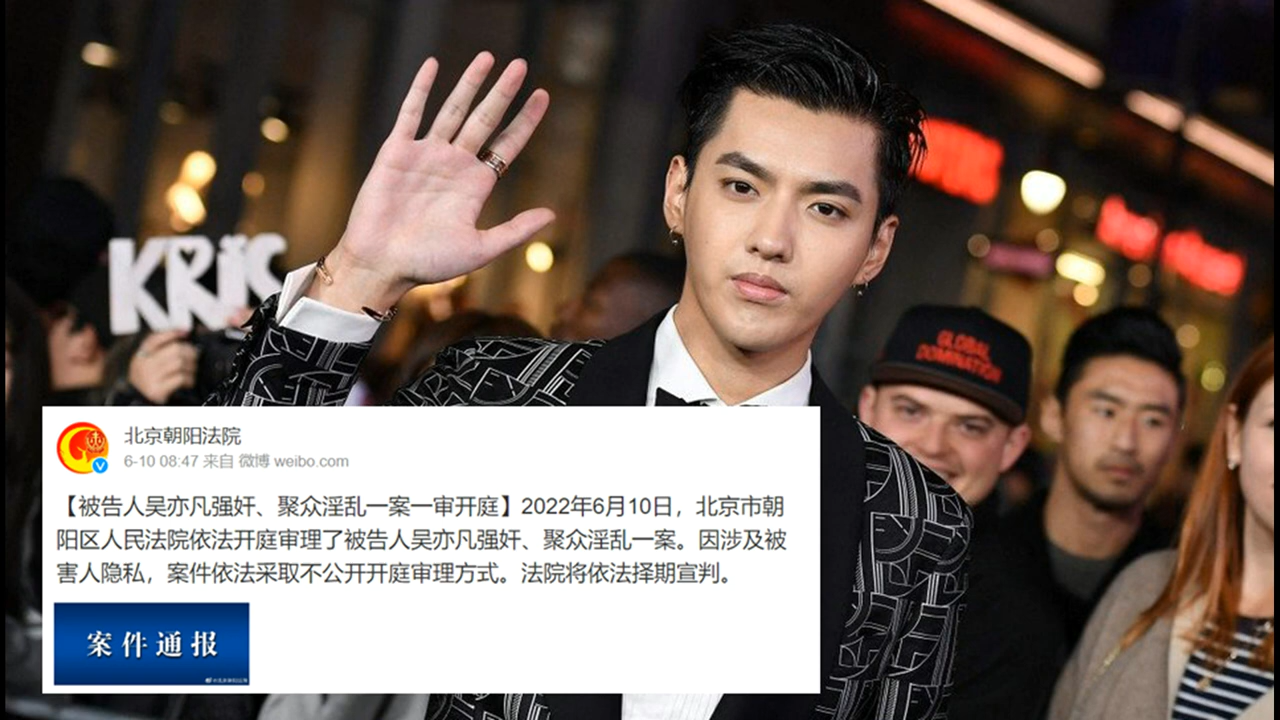 KRIS
GLOBAL
DOMINATION
北京朝阳法院
6-10 08:47 来自 微博 weibo.com
【被告人吴亦凡强奸、聚众淫乱一案一审开庭】2022年6月10日，北京市朝
阳区人民法院依法开庭审理了被告人吴亦凡强奸、聚众淫乱一案。因涉及被
害人隐私，案件依法采取不公开开庭审理方式。法院将依法择期宣判。
案件通报